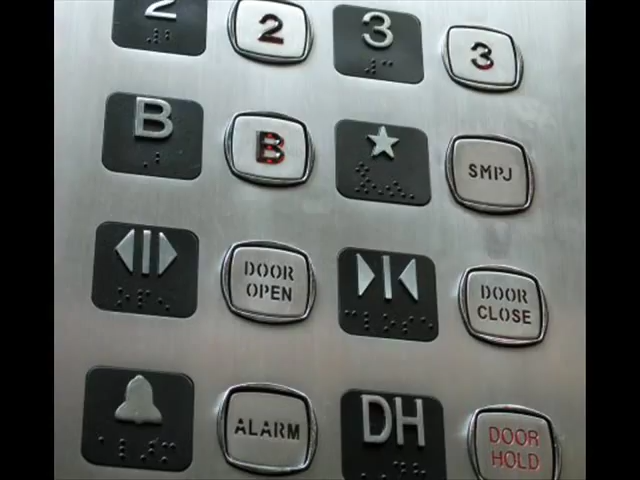 2 2 3 3
B B ★ SMPJ
DOOR
OPEN
DOOR
CLOSE
ALARM
DH
DOOR
HOLD